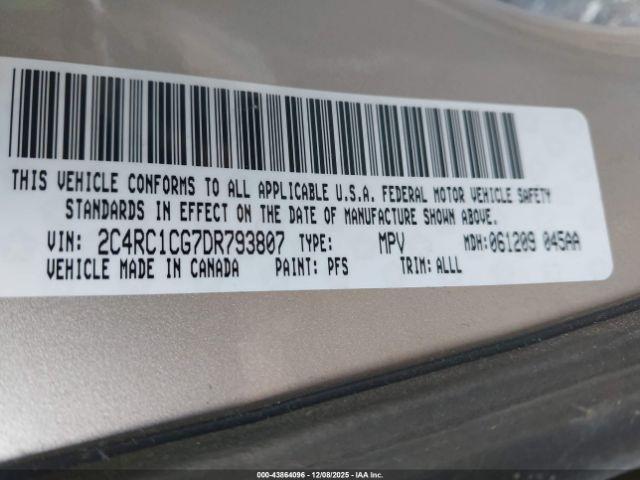 THIS VEHICLE CONFORMS TO ALL APPLICABLE U.S.A. FEDERAL MOTOR VEHICLE SAFETY
STANDARDS IN EFFECT ON THE DATE OF MANUFACTURE SHOWN ABOVE.
VIN: 2C4RC1CG7DR793807 TYPE: MPV MDH:061209 045AA
VEHICLE MADE IN CANADA PAINT: PFS TRIM: ALLL
000-43864096 - 12/08/2025 - IAA Inc.